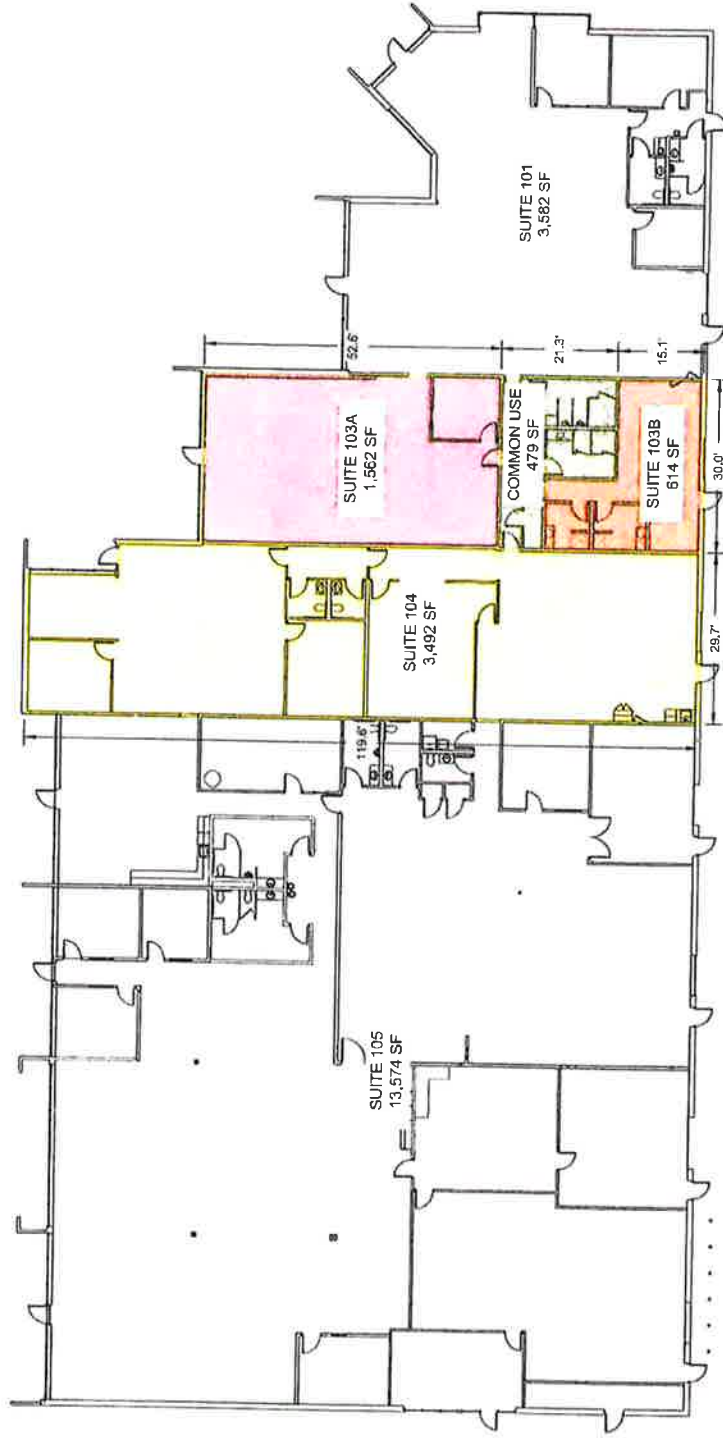 SUITE 105
13,574 SF
119.6'
SUITE 104
3,492 SF
29.7'
SUITE 103A
1,562 SF
52.6'
COMMON USE
479 SF
21.3'
SUITE 103B
614 SF
15.1'
30.0'
SUITE 101
3,582 SF